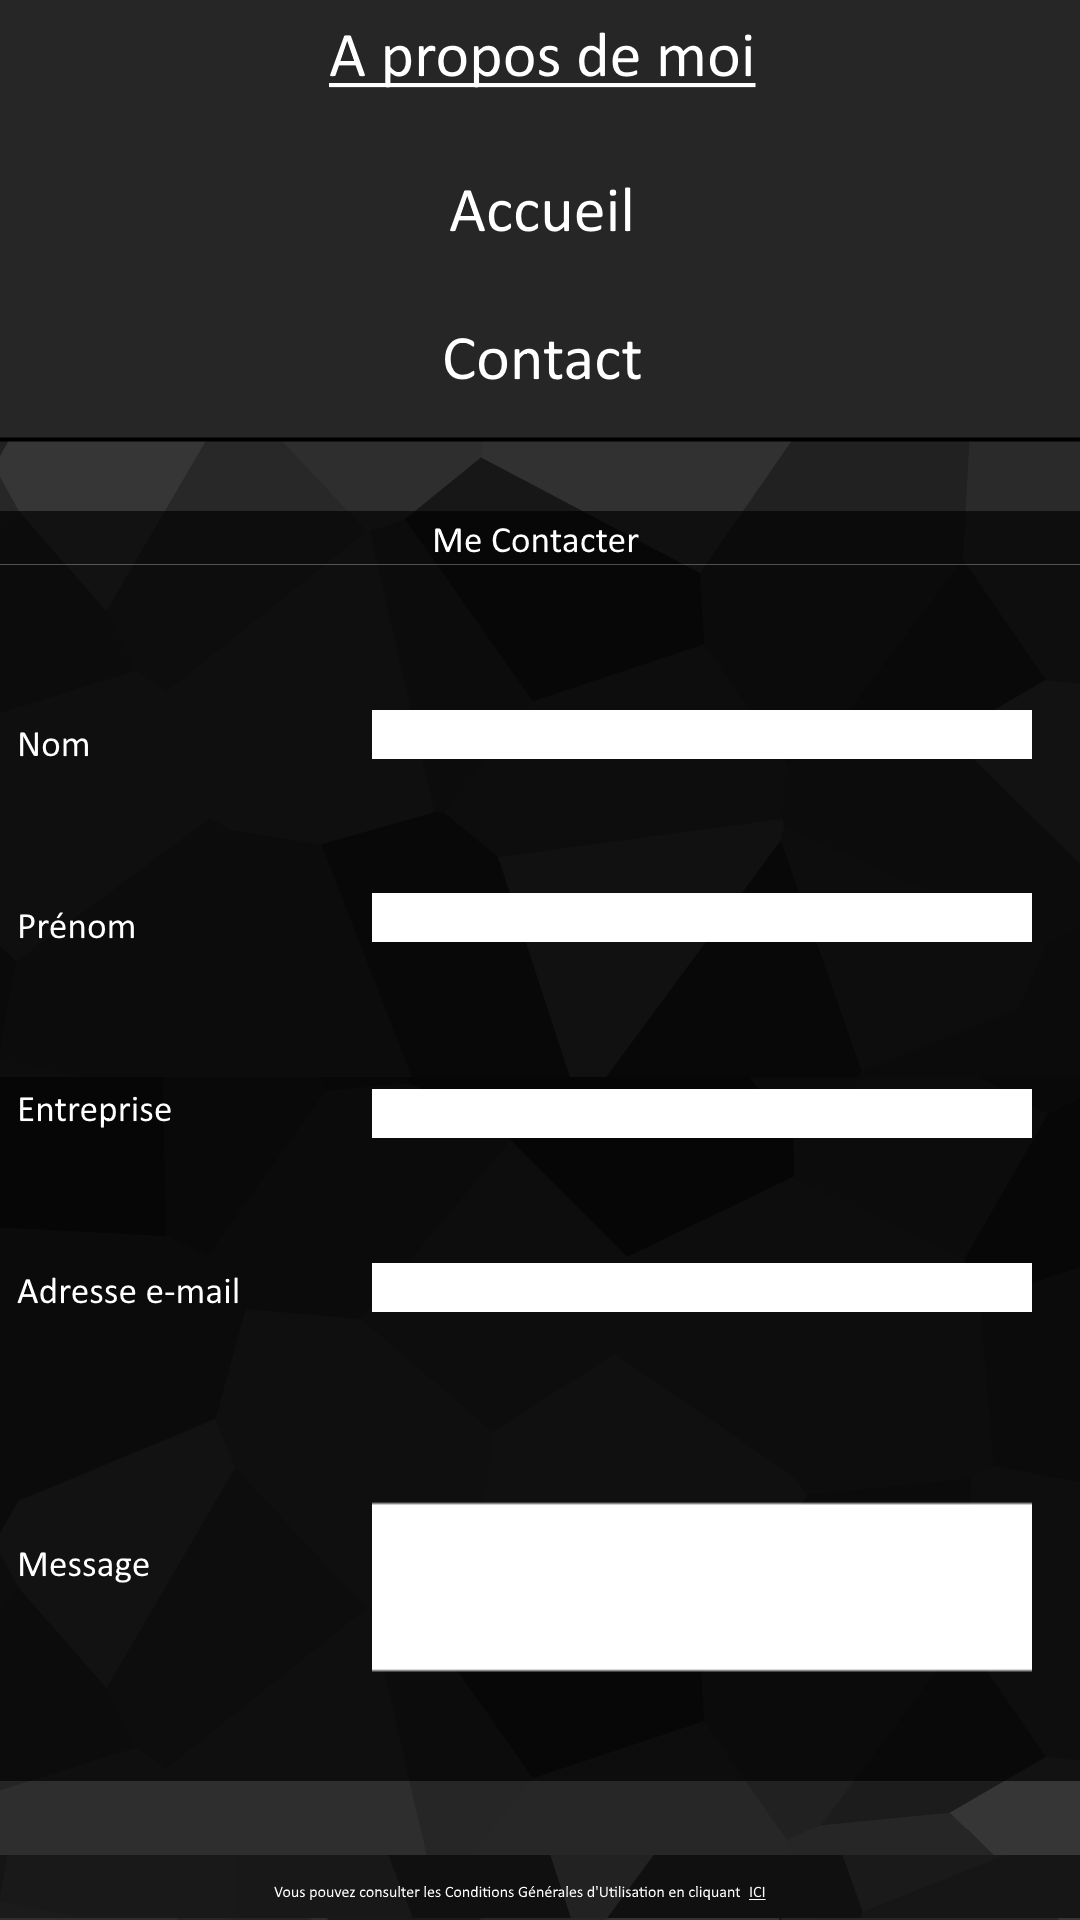 A propos de moi
Accueil
Contact
Me Contacter
Nom
Prénom
Entreprise
Adresse e-mail
Message
Vous pouvez consulter les Conditions Générales d'Utilisation en cliquant ICI